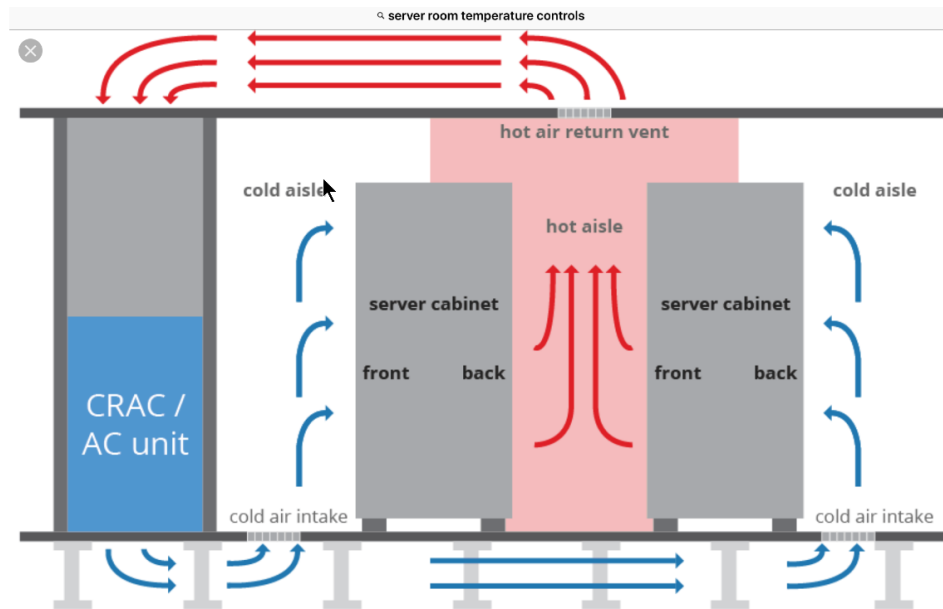 server room temperature controls
hot air return vent
cold aisle
cold aisle
hot aisle
server cabinet
server cabinet
front back
front back
CRAC /
AC unit
cold air intake
cold air intake